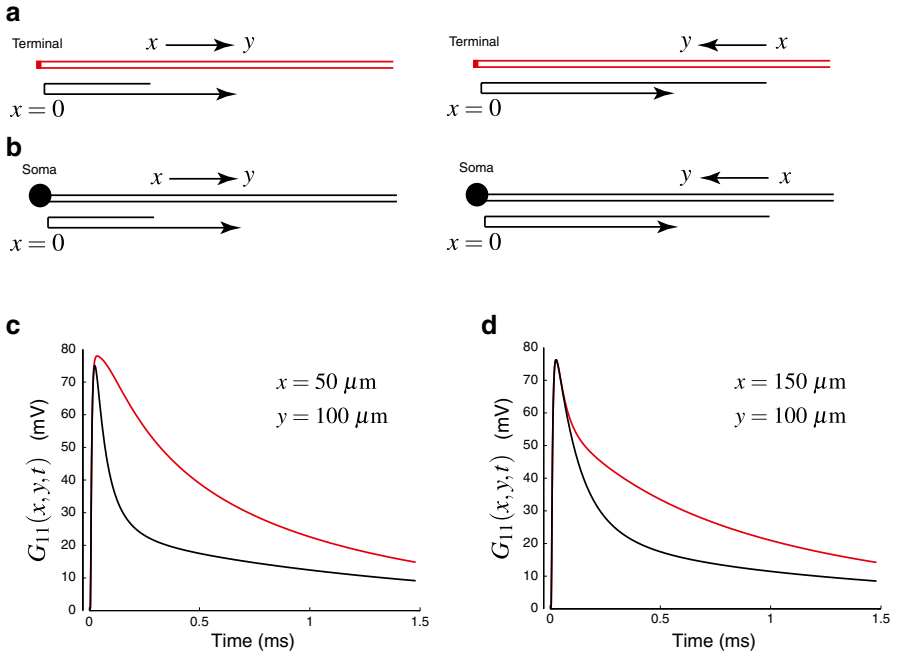 a
Terminal
x → y
x = 0
Terminal
y ← x
x = 0
b
Soma
x → y
x = 0
Soma
y ← x
x = 0
c
G11(x,y,t) (mV)
80
70
60
50
40
30
20
10
0
x = 50 μm
y = 100 μm
0 0.5 1 1.5
Time (ms)
d
G11(x,y,t) (mV)
80
70
60
50
40
30
20
10
0
x = 150 μm
y = 100 μm
0 0.5 1 1.5
Time (ms)